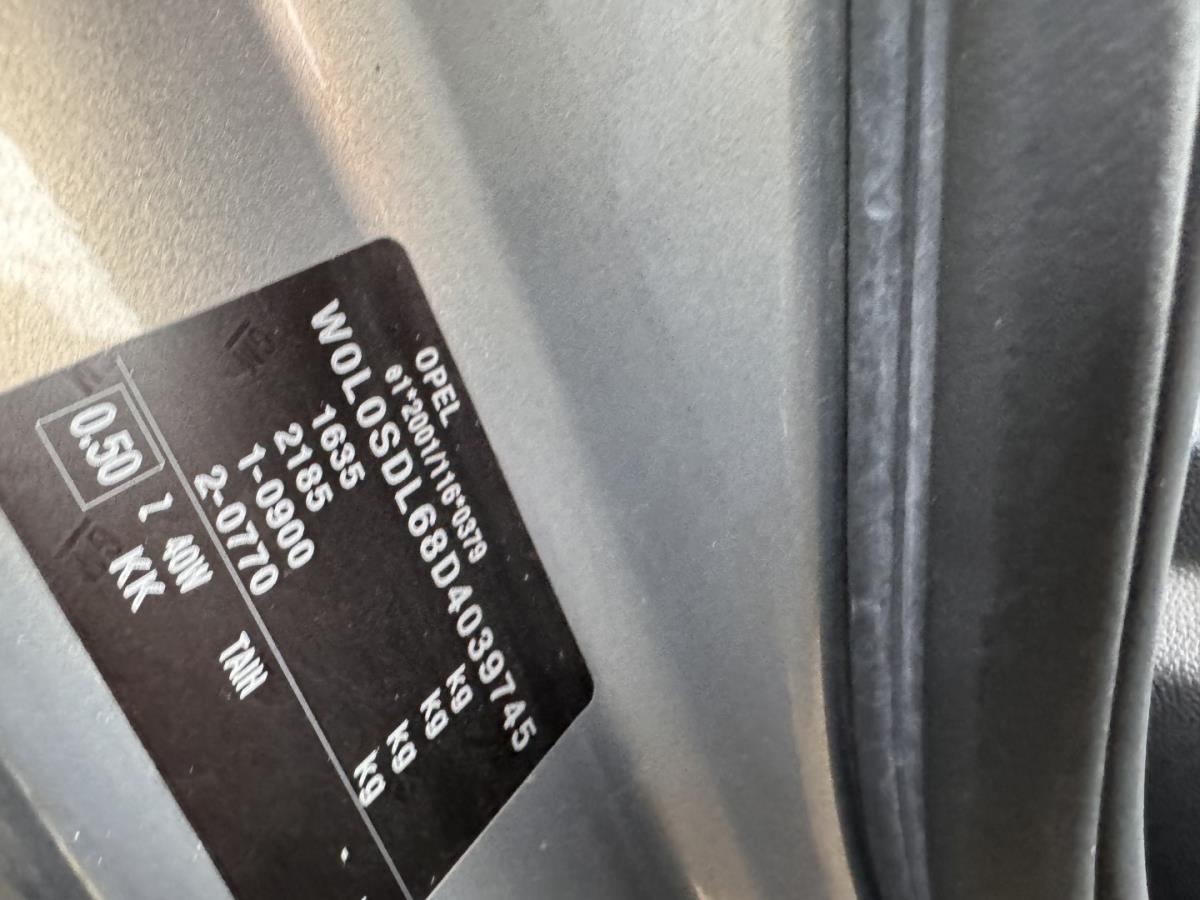 OPEL
e1*2001/116*0379
W0L0SDL68D4039745
1635 kg
2185 kg
1-0900 kg
2-0770 kg
0.50 Z 40W TAIH
KK